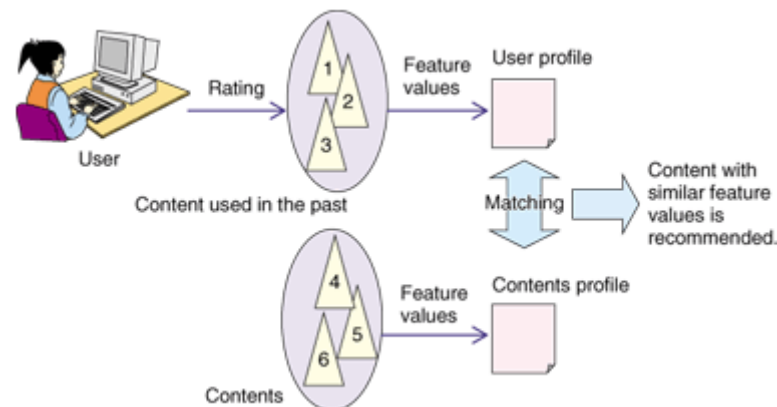 User
Rating
1
2
3
Content used in the past
Feature
values
User profile
Matching
Content with
similar feature
values is
recommended.
4
5
6
Contents
Feature
values
Contents profile